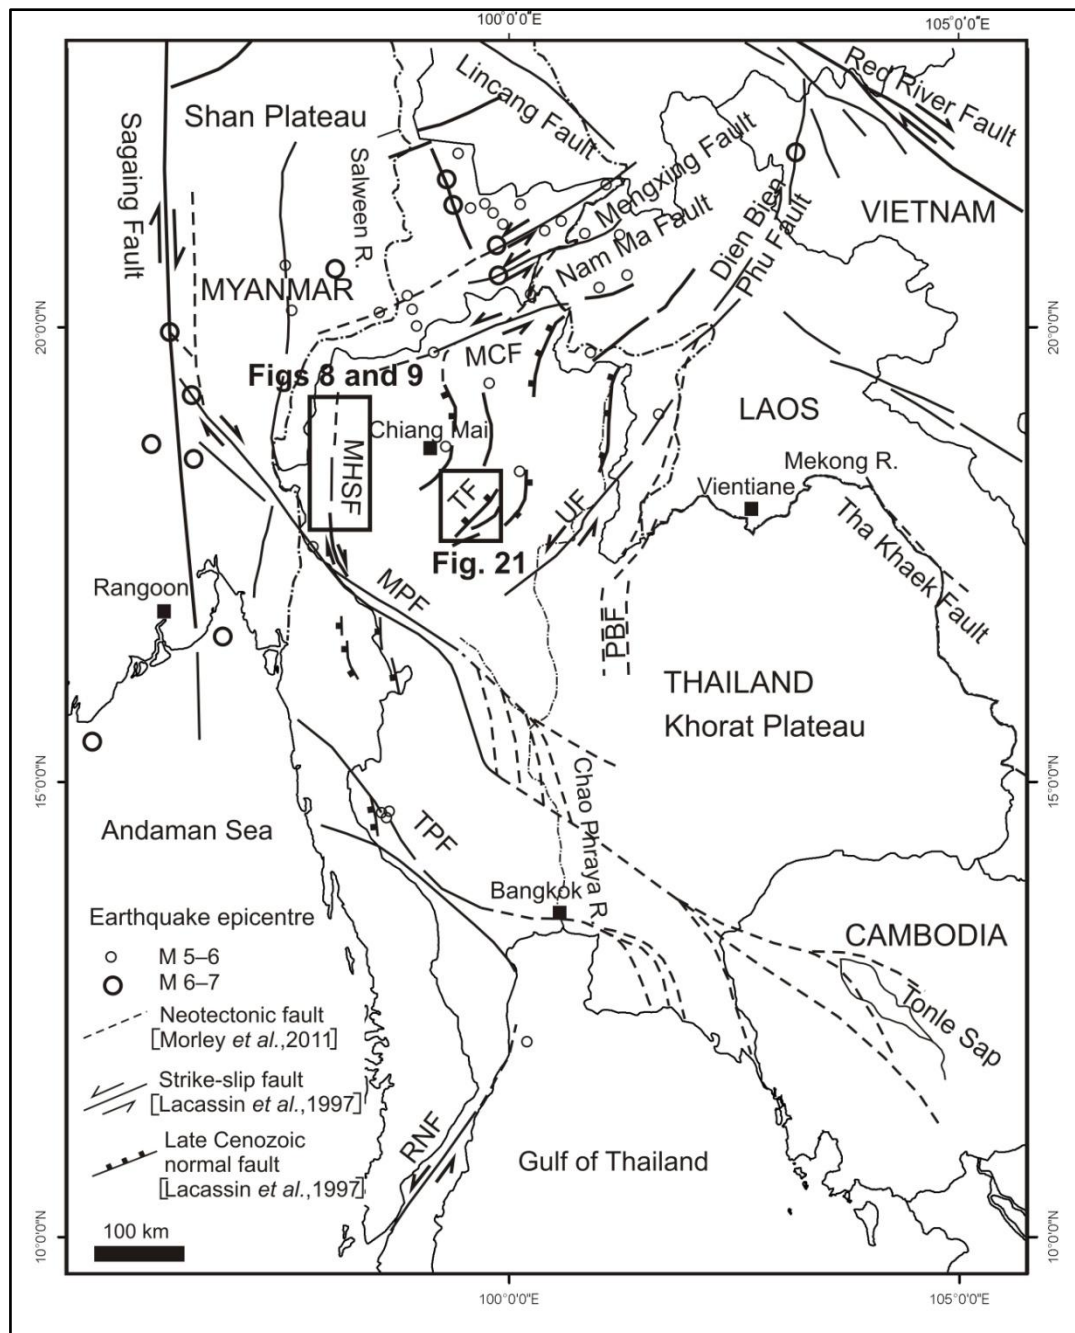 100°0'0"E
105°0'0"E
Red River Fault
Lincang Fault
Shan Plateau
Mengxing Fault
Salween R.
Sagaing Fault
VIETNAM
Nam Ma Fault
Dien Bien
Phu Fault
MYANMAR
20°0'0"N
20°0'0"N
MCF
Figs 8 and 9
LAOS
Chiang Mai
MHSF
Mekong R.
Vientiane
TF
UF
Tha Khaek Fault
Fig. 21
Rangoon
MPF
PBF
THAILAND
Khorat Plateau
15°0'0"N
15°0'0"N
Chao Phraya R.
Andaman Sea
TPF
Bangkok
CAMBODIA
Earthquake epicentre
M 5–6
M 6–7
Tonle Sap
Neotectonic fault
[Morley et al.,2011]
Strike-slip fault
[Lacassin et al.,1997]
Late Cenozoic
normal fault
[Lacassin et al.,1997]
RNF
Gulf of Thailand
100 km
10°0'0"N
10°0'0"N
100°0'0"E
105°0'0"E